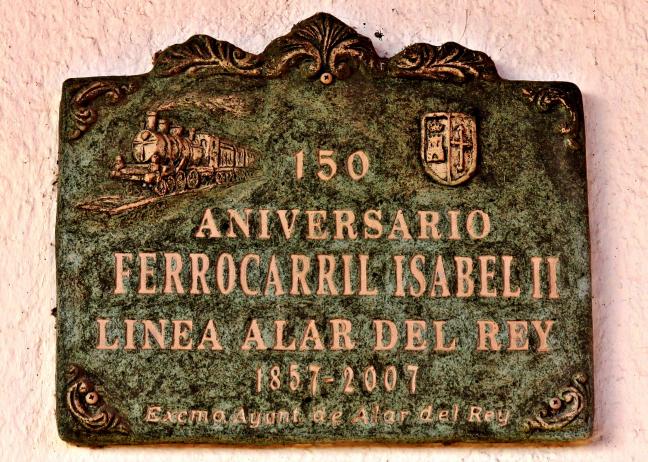 150
ANIVERSARIO
FERROCARRIL ISABEL II
LINEA ALAR DEL REY
1857-2007
Excmo Ayunt. de Alar del Rey